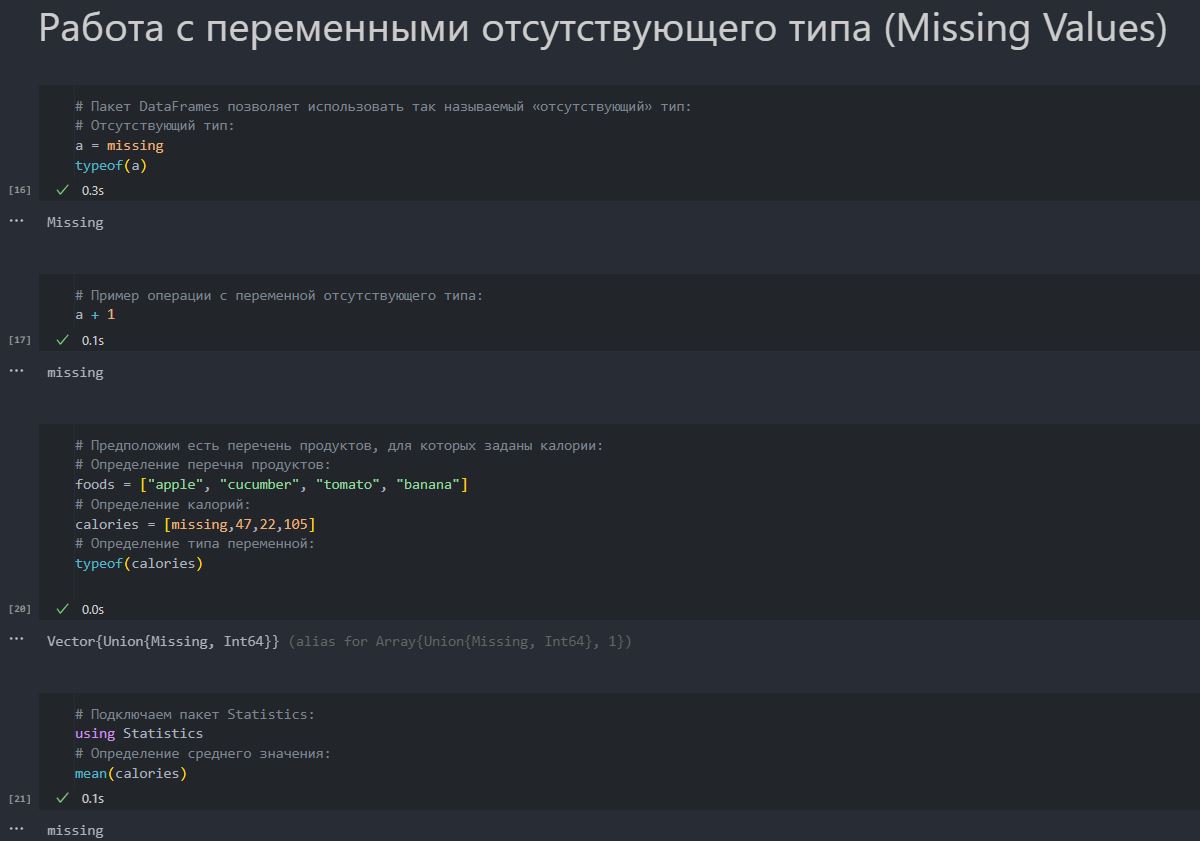 Работа с переменными отсутствующего типа (Missing Values)
# Пакет DataFrames позволяет использовать так называемый «отсутствующий» тип:
# Отсутствующий тип:
a = missing
typeof(a)
[16] ✓ 0.3s
... Missing
# Пример операции с переменной отсутствующего типа:
a + 1
[17] ✓ 0.1s
... missing
# Предположим есть перечень продуктов, для которых заданы калории:
# Определение перечня продуктов:
foods = ["apple", "cucumber", "tomato", "banana"]
# Определение калорий:
calories = [missing,47,22,105]
# Определение типа переменной:
typeof(calories)
[20] ✓ 0.0s
... Vector{Union{Missing, Int64}} (alias for Array{Union{Missing, Int64}, 1})
# Подключаем пакет Statistics:
using Statistics
# Определение среднего значения:
mean(calories)
[21] ✓ 0.1s
... missing